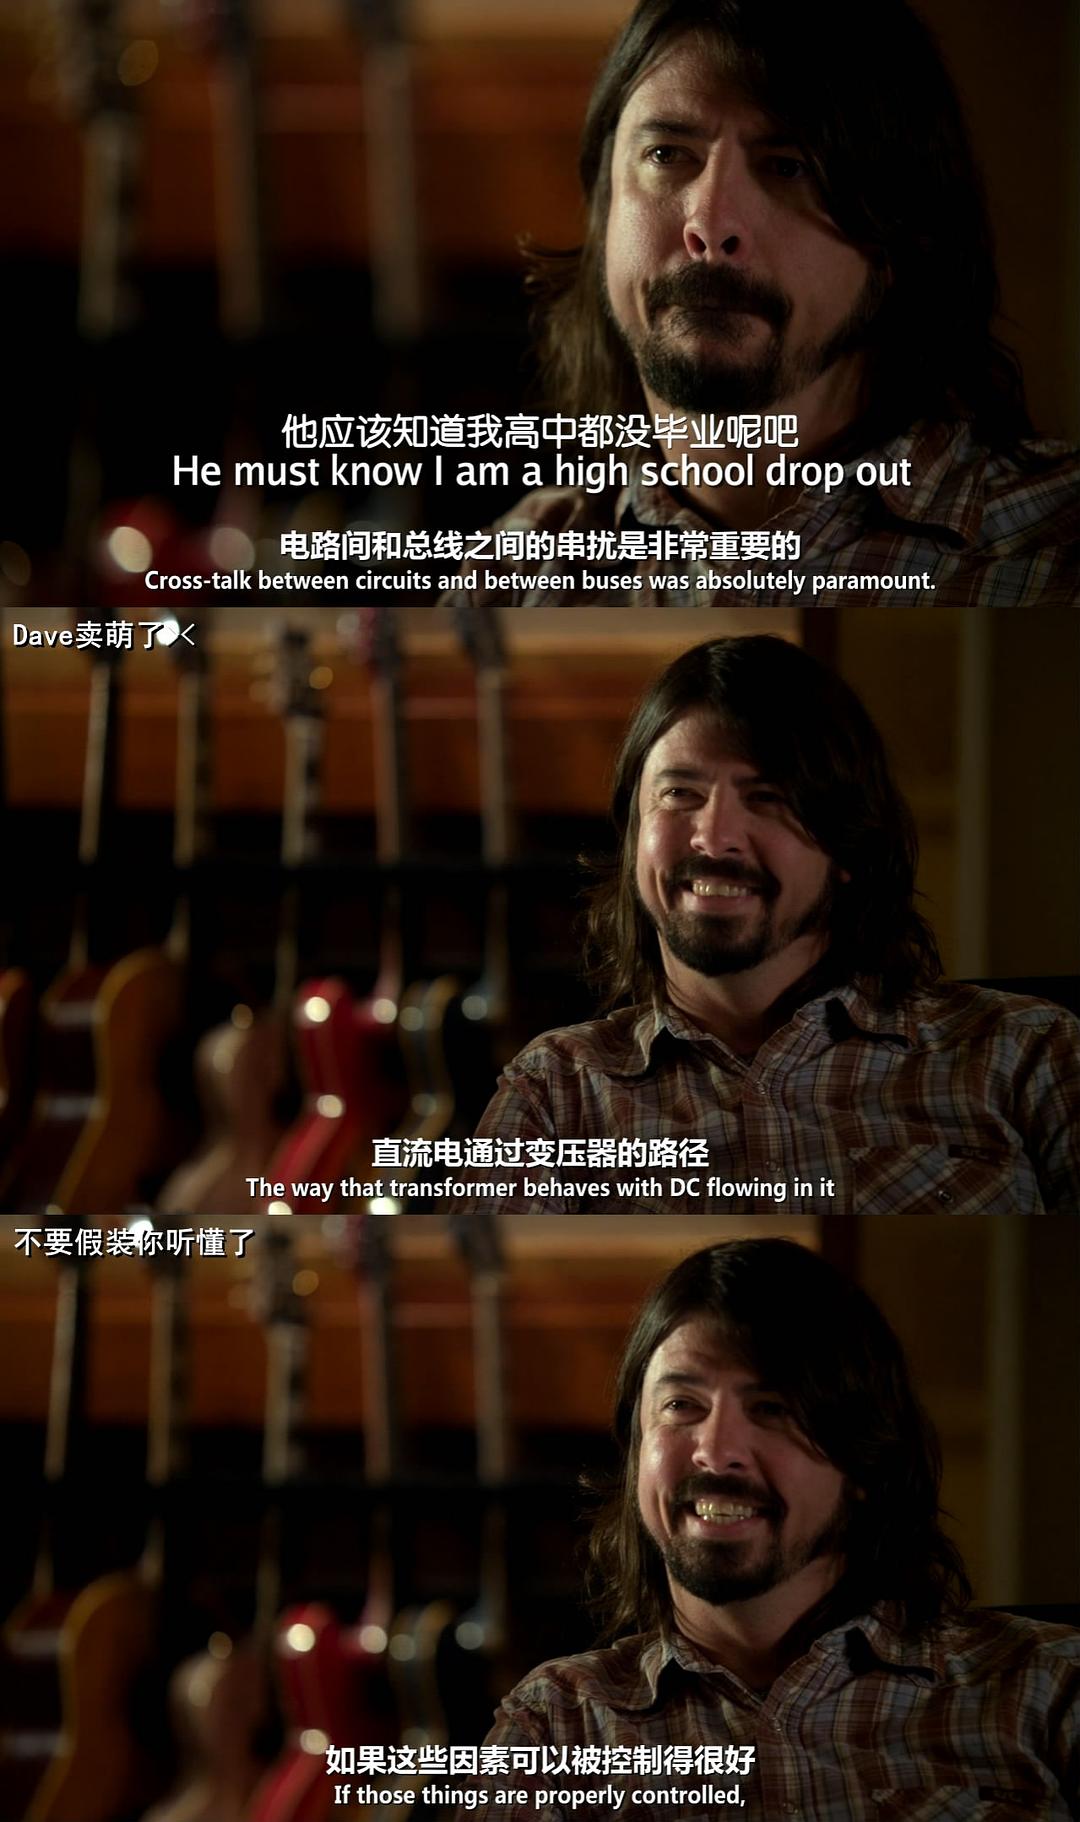 他应该知道我高中都没毕业呢吧
He must know I am a high school drop out
电路间和总线之间的串扰是非常重要的
Cross-talk between circuits and between buses was absolutely paramount.
Dave卖萌了><
直流电通过变压器的路径
The way that transformer behaves with DC flowing in it
不要假装你听懂了
如果这些因素可以被控制得很好
If those things are properly controlled,